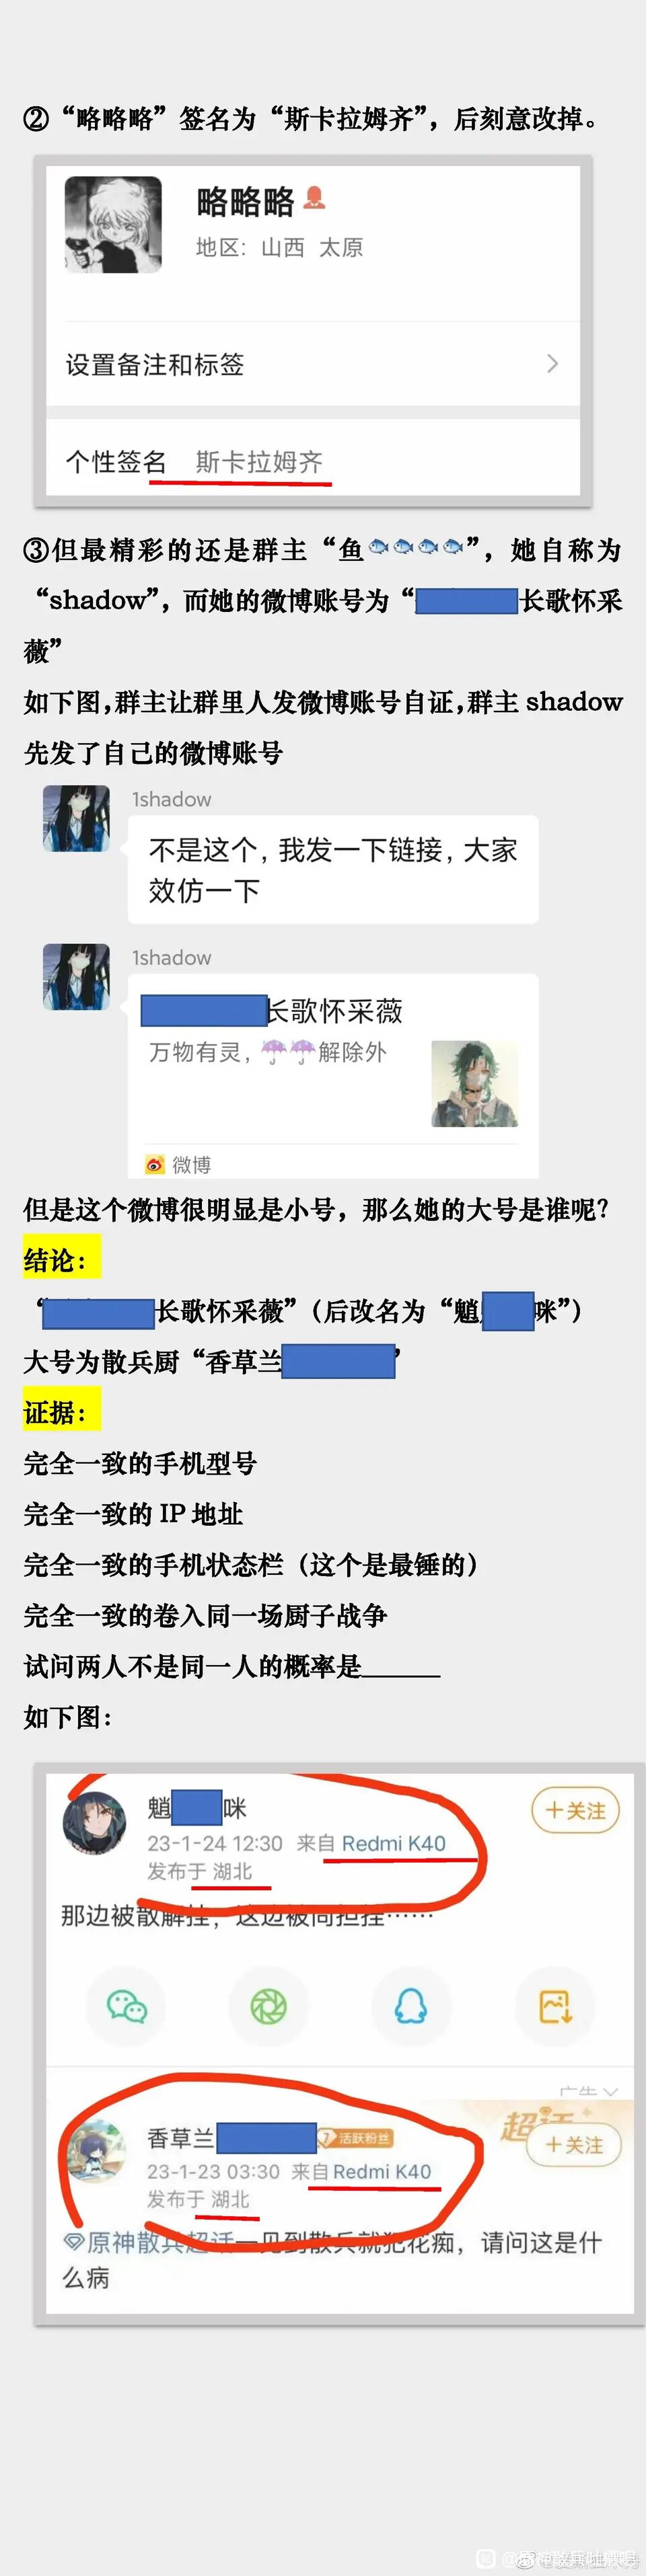 ②“略略略”签名为“斯卡拉姆齐”，后刻意改掉。
略略略
地区：山西 太原
设置备注和标签
个性签名 斯卡拉姆齐
③但最精彩的还是群主“鱼🐟🐟🐟🐟”，她自称为
“shadow”，而她的微博账号为“长歌怀采
薇”
如下图，群主让群里人发微博账号自证，群主 shadow
先发了自己的微博账号
1shadow
不是这个，我发一下链接，大家
效仿一下
1shadow
长歌怀采薇
万物有灵，☂☂解除外
微博
但是这个微博很明显是小号，那么她的大号是谁呢？
结论：
“长歌怀采薇”（后改名为“魈咪”）
大号为散兵厨“香草兰”
证据：
完全一致的手机型号
完全一致的 IP 地址
完全一致的手机状态栏（这个是最锤的）
完全一致的卷入同一场厨子战争
试问两人不是同一人的概率是______
如下图：
魈咪
+关注
23-1-24 12:30 来自 Redmi K40
发布于 湖北
那边被散解挂，这边被同担挂……
广告
香草兰
7 活跃粉丝
超话
+关注
23-1-23 03:30 来自 Redmi K40
发布于 湖北
原神散兵超话一见到散兵就犯花痴，请问这是什
么病